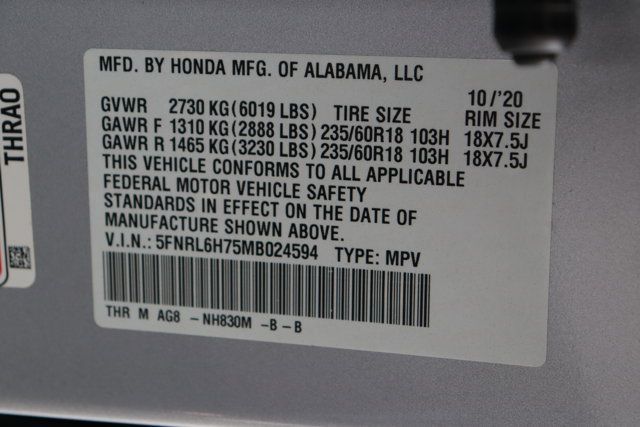 MFD. BY HONDA MFG. OF ALABAMA, LLC
10/'20
GVWR 2730 KG(6019 LBS) TIRE SIZE RIM SIZE
GAWR F 1310 KG(2888 LBS) 235/60R18 103H 18X7.5J
GAWR R 1465 KG(3230 LBS) 235/60R18 103H 18X7.5J
THIS VEHICLE CONFORMS TO ALL APPLICABLE
FEDERAL MOTOR VEHICLE SAFETY
STANDARDS IN EFFECT ON THE DATE OF
MANUFACTURE SHOWN ABOVE.
V.I.N.: 5FNRL6H75MB024594 TYPE: MPV
THR M AG8 - NH830M - B - B
THRA0